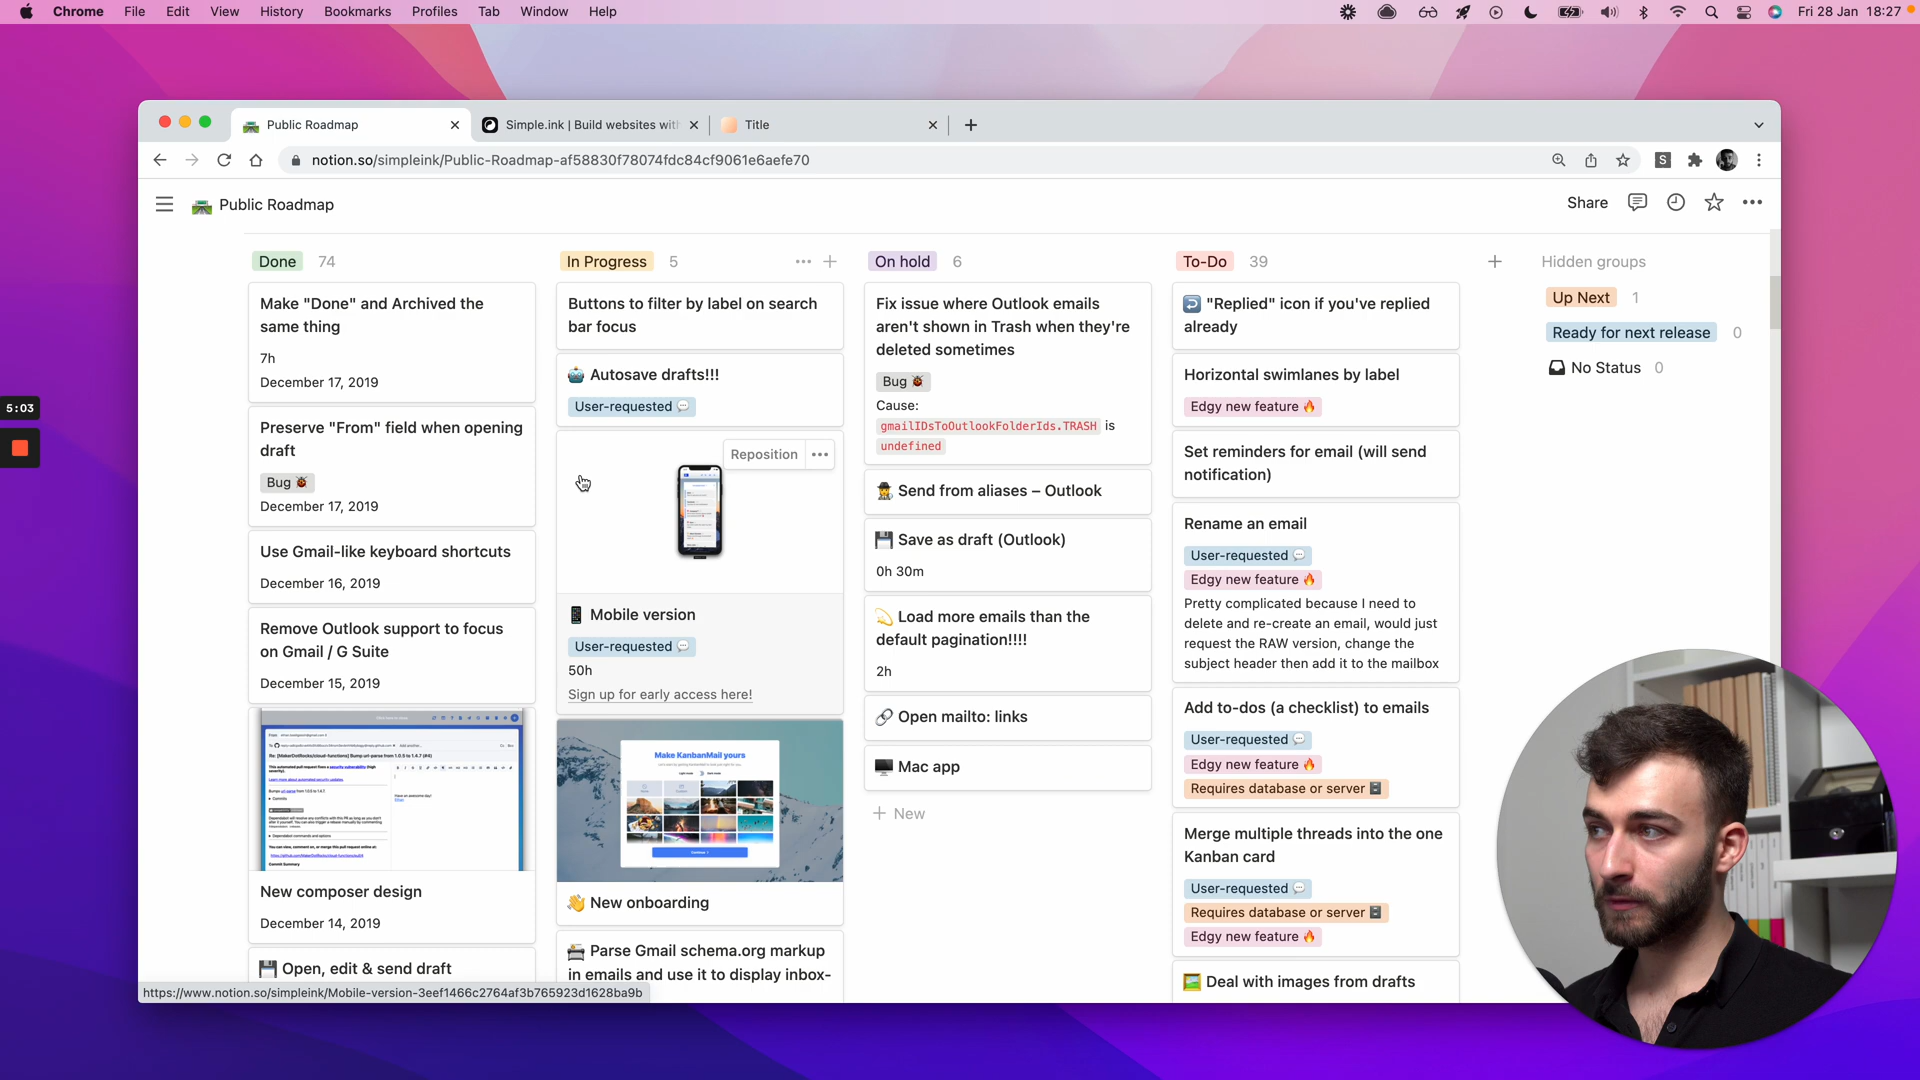 Chrome File Edit View History Bookmarks Profiles Tab Window Help
Fri 28 Jan 18:27
Public Roadmap
Simple.ink | Build websites with
Title
notion.so/simpleink/Public-Roadmap-af58830f78074fdc84cf9061e6aefe70
S
Public Roadmap
Share
Done 74
Make "Done" and Archived the
same thing
7h
December 17, 2019
Preserve "From" field when opening
draft
Bug
December 17, 2019
Use Gmail-like keyboard shortcuts
December 16, 2019
Remove Outlook support to focus
on Gmail / G Suite
December 15, 2019
New composer design
December 14, 2019
Open, edit & send draft
In Progress 5
Buttons to filter by label on search
bar focus
Autosave drafts!!!
User-requested
Reposition
Mobile version
User-requested
50h
Sign up for early access here!
Make KanbanMail yours
New onboarding
Parse Gmail schema.org markup
in emails and use it to display inbox-
On hold 6
Fix issue where Outlook emails
aren't shown in Trash when they're
deleted sometimes
Bug
Cause:
gmailIDsToOutlookFolderIds.TRASH is
undefined
Send from aliases – Outlook
Save as draft (Outlook)
0h 30m
Load more emails than the
default pagination!!!!
2h
Open mailto: links
Mac app
+ New
To-Do 39
"Replied" icon if you've replied
already
Horizontal swimlanes by label
Edgy new feature
Set reminders for email (will send
notification)
Rename an email
User-requested
Edgy new feature
Pretty complicated because I need to
delete and re-create an email, would just
request the RAW version, change the
subject header then add it to the mailbox
Add to-dos (a checklist) to emails
User-requested
Edgy new feature
Requires database or server
Merge multiple threads into the one
Kanban card
User-requested
Requires database or server
Edgy new feature
Deal with images from drafts
Hidden groups
Up Next 1
Ready for next release 0
No Status 0
5:03
https://www.notion.so/simpleink/Mobile-version-3eef1466c2764af3b765923d1628ba9b